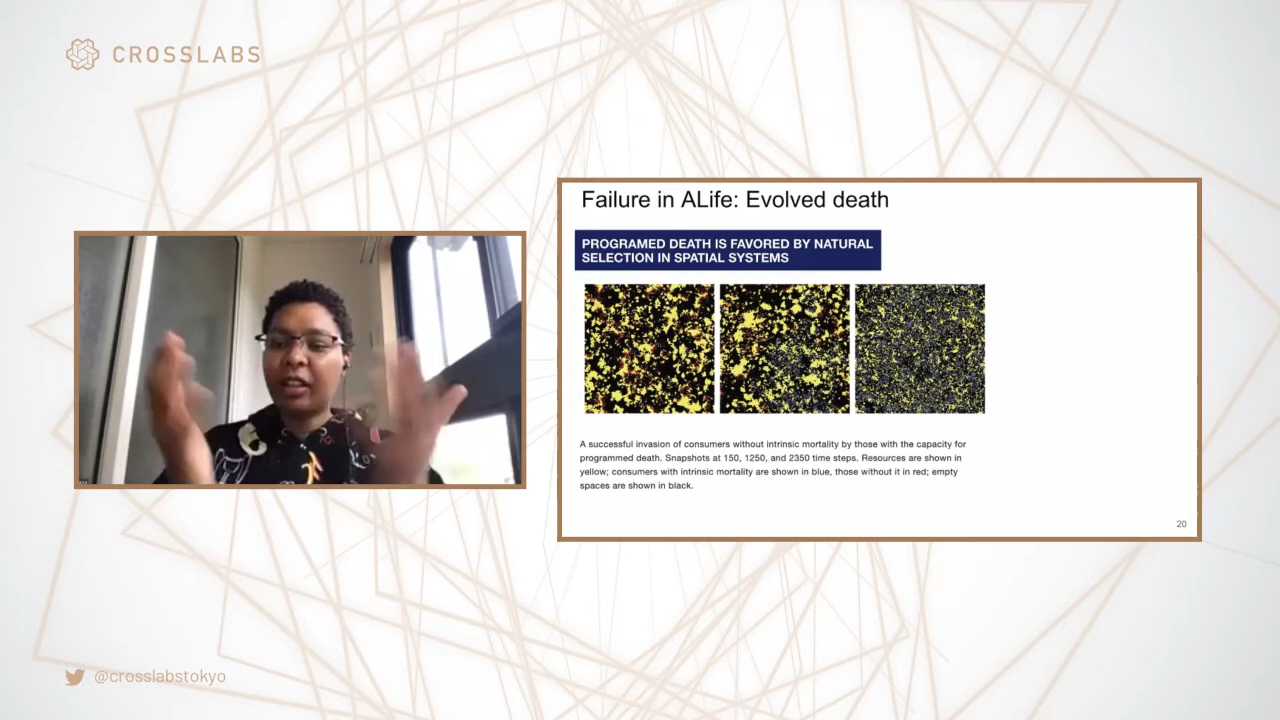 CROSSLABS
Failure in ALife: Evolved death
PROGRAMED DEATH IS FAVORED BY NATURAL
SELECTION IN SPATIAL SYSTEMS
A successful invasion of consumers without intrinsic mortality by those with the capacity for
programmed death. Snapshots at 150, 1250, and 2350 time steps. Resources are shown in
yellow; consumers with intrinsic mortality are shown in blue, those without it in red; empty
spaces are shown in black.
20
@crosslabstokyo